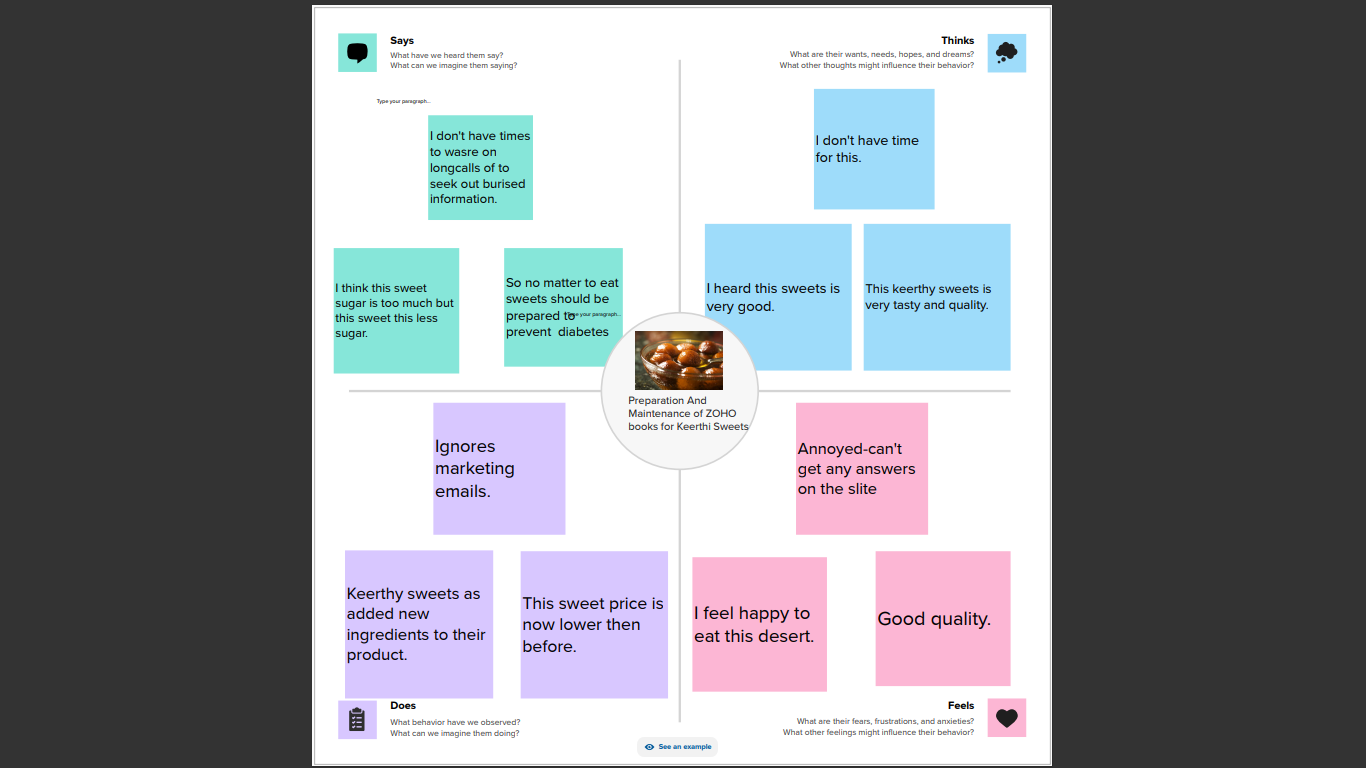 Says
What have we heard them say?
What can we imagine them saying?
Thinks
What are their wants, needs, hopes, and dreams?
What other thoughts might influence their behavior?
Type your paragraph...
I don't have times
to wasre on
longcalls of to
seek out burised
information.
I don't have time
for this.
I think this sweet
sugar is too much but
this sweet this less
sugar.
So no matter to eat
sweets should be
prepared to
prevent diabetes
Type your paragraph...
I heard this sweets is
very good.
This keerthy sweets is
very tasty and quality.
Preparation And
Maintenance of ZOHO
books for Keerthi Sweets
Ignores
marketing
emails.
Annoyed-can't
get any answers
on the slite
Keerthy sweets as
added new
ingredients to their
product.
This sweet price is
now lower then
before.
I feel happy to
eat this desert.
Good quality.
Does
What behavior have we observed?
What can we imagine them doing?
Feels
What are their fears, frustrations, and anxieties?
What other feelings might influence their behavior?
See an example